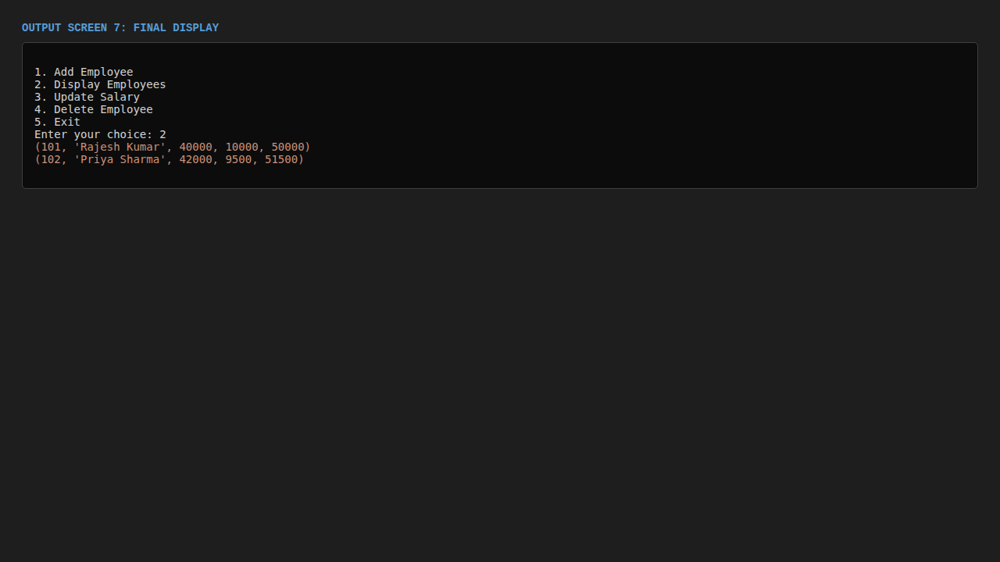 OUTPUT SCREEN 7: FINAL DISPLAY
1. Add Employee
2. Display Employees
3. Update Salary
4. Delete Employee
5. Exit
Enter your choice: 2
(101, 'Rajesh Kumar', 40000, 10000, 50000)
(102, 'Priya Sharma', 42000, 9500, 51500)